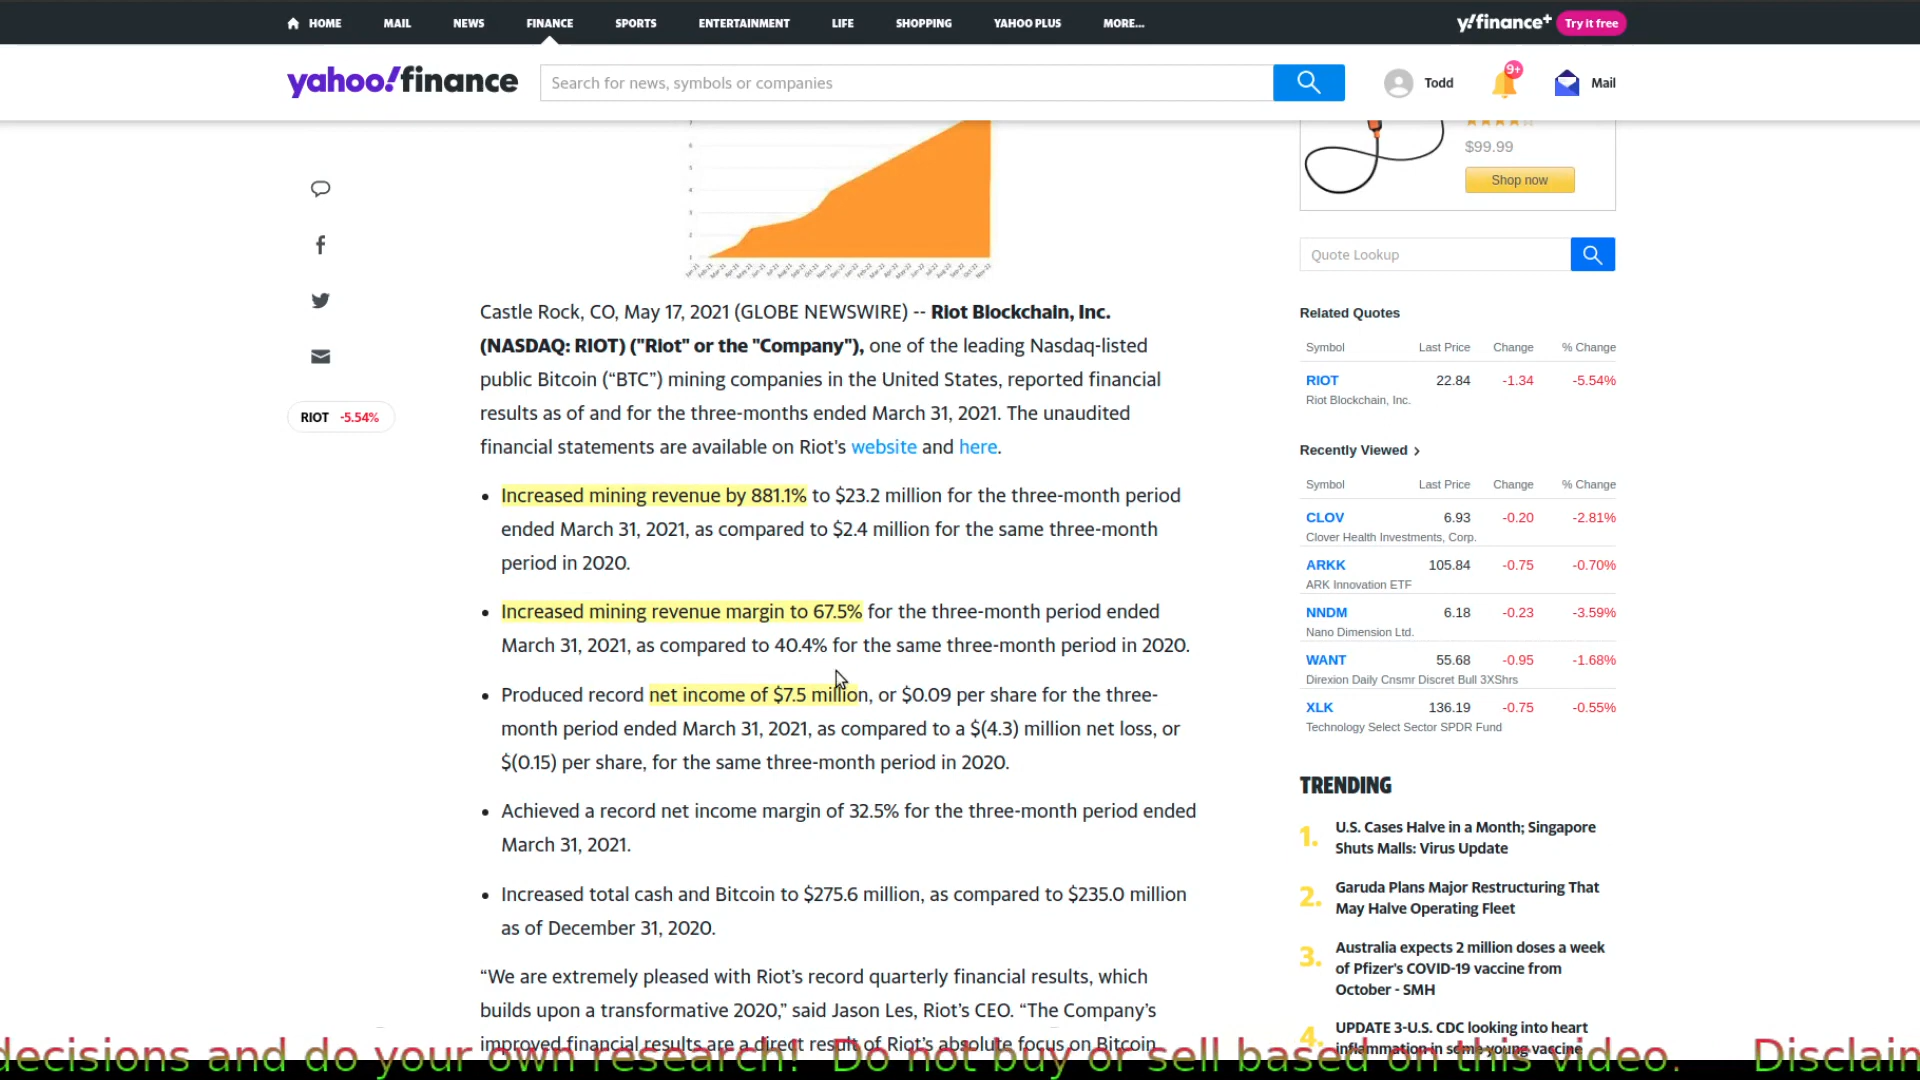 HOME MAIL NEWS FINANCE SPORTS ENTERTAINMENT LIFE SHOPPING YAHOO PLUS MORE...
y!finance+ Try it free
yahoo!finance
Search for news, symbols or companies
Todd
9+
Mail
$99.99
Shop now
RIOT -5.54%
Castle Rock, CO, May 17, 2021 (GLOBE NEWSWIRE) -- Riot Blockchain, Inc.
(NASDAQ: RIOT) ("Riot" or the "Company"), one of the leading Nasdaq-listed
public Bitcoin (“BTC”) mining companies in the United States, reported financial
results as of and for the three-months ended March 31, 2021. The unaudited
financial statements are available on Riot's website and here.
• Increased mining revenue by 881.1% to $23.2 million for the three-month period
ended March 31, 2021, as compared to $2.4 million for the same three-month
period in 2020.
• Increased mining revenue margin to 67.5% for the three-month period ended
March 31, 2021, as compared to 40.4% for the same three-month period in 2020.
• Produced record net income of $7.5 million, or $0.09 per share for the three-
month period ended March 31, 2021, as compared to a $(4.3) million net loss, or
$(0.15) per share, for the same three-month period in 2020.
• Achieved a record net income margin of 32.5% for the three-month period ended
March 31, 2021.
• Increased total cash and Bitcoin to $275.6 million, as compared to $235.0 million
as of December 31, 2020.
“We are extremely pleased with Riot’s record quarterly financial results, which
builds upon a transformative 2020,” said Jason Les, Riot’s CEO. “The Company’s
improved financial results are a direct result of Riot’s absolute focus on Bitcoin
Quote Lookup
Related Quotes
Symbol Last Price Change % Change
RIOT 22.84 -1.34 -5.54%
Riot Blockchain, Inc.
Recently Viewed >
Symbol Last Price Change % Change
CLOV 6.93 -0.20 -2.81%
Clover Health Investments, Corp.
ARKK 105.84 -0.75 -0.70%
ARK Innovation ETF
NNDM 6.18 -0.23 -3.59%
Nano Dimension Ltd.
WANT 55.68 -0.95 -1.68%
Direxion Daily Cnsmr Discret Bull 3XShrs
XLK 136.19 -0.75 -0.55%
Technology Select Sector SPDR Fund
TRENDING
1. U.S. Cases Halve in a Month; Singapore
Shuts Malls: Virus Update
2. Garuda Plans Major Restructuring That
May Halve Operating Fleet
3. Australia expects 2 million doses a week
of Pfizer's COVID-19 vaccine from
October - SMH
4. UPDATE 3-U.S. CDC looking into heart
inflammation in some young vaccine
decisions and do your own research! Do not buy or sell based on this video. Disclaim